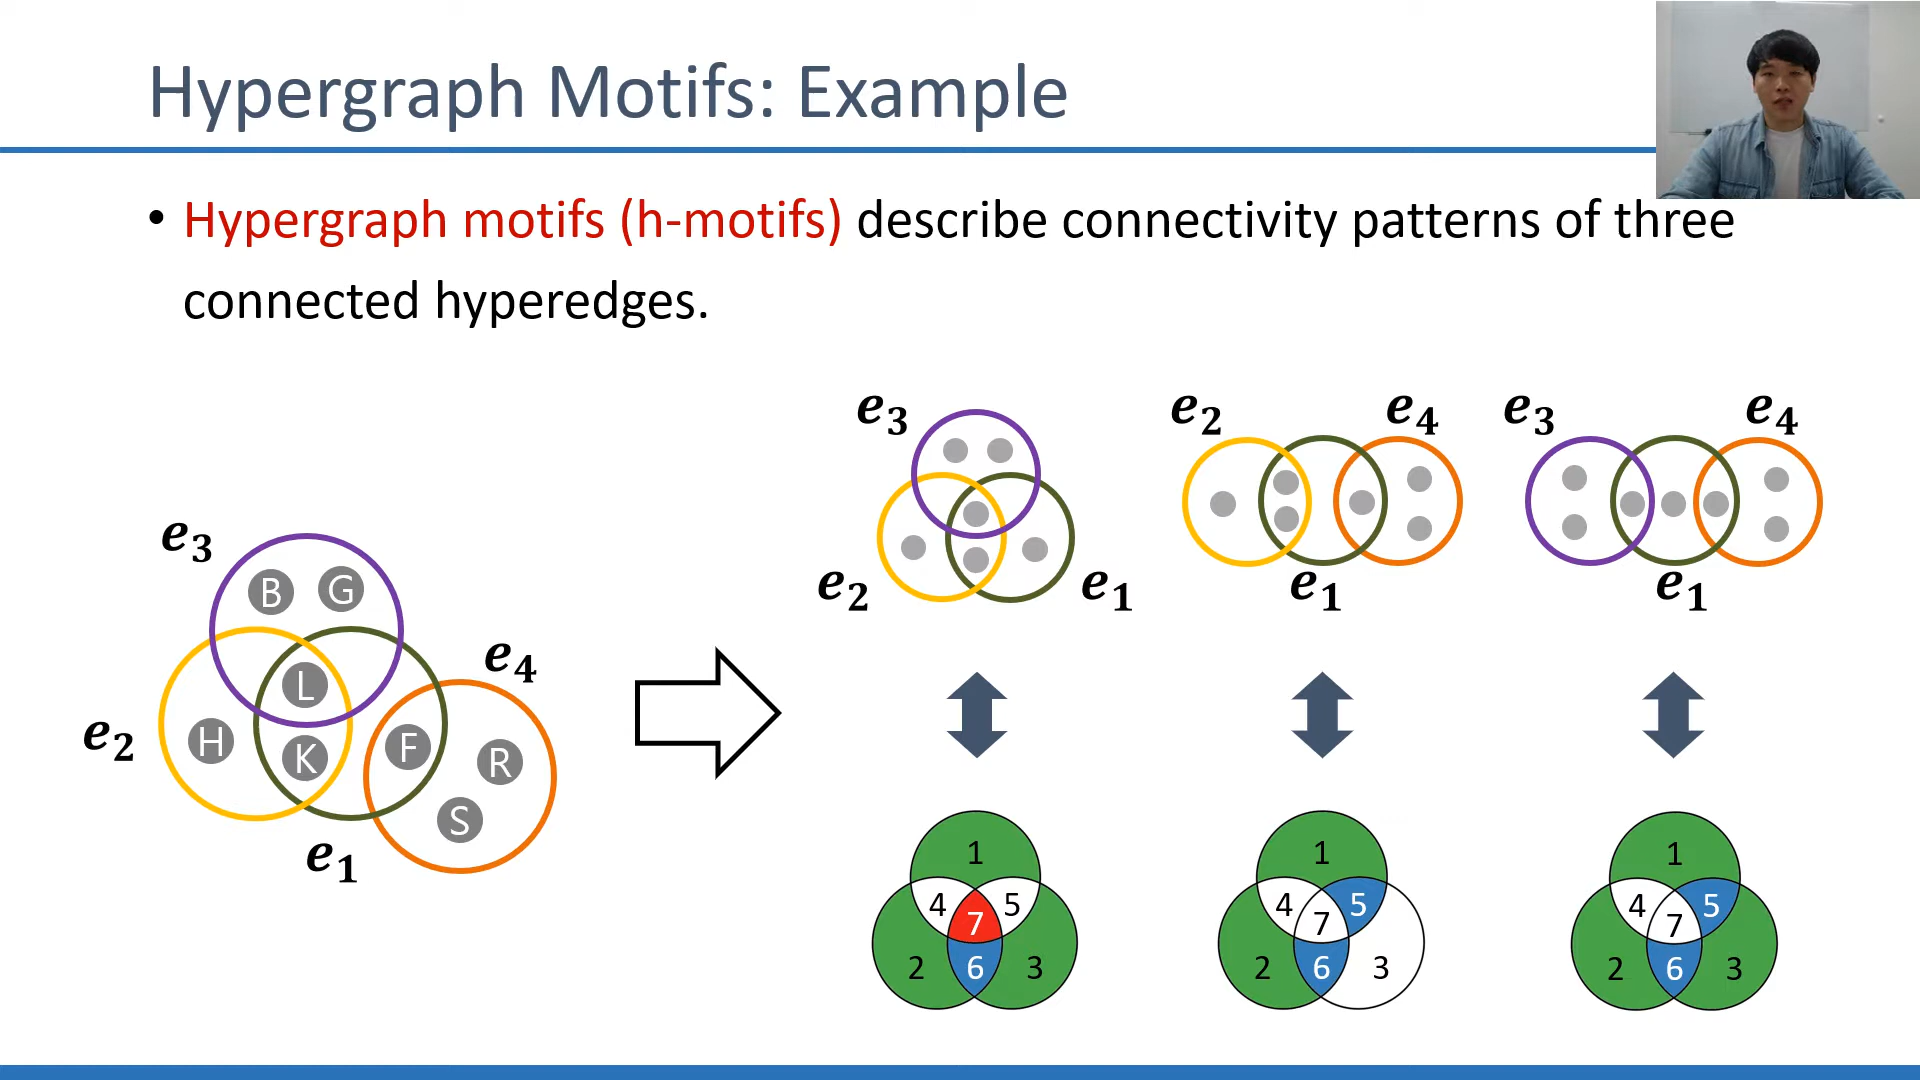 Hypergraph Motifs: Example
• Hypergraph motifs (h-motifs) describe connectivity patterns of three
connected hyperedges.
e3
B G
L
e4
e2
H K F R
S
e1
e3
e2 e1
e2 e4
e1
e3 e4
e1
1
4 5
7
2 6 3
1
4 5
7
2 6 3
1
4 5
7
2 6 3